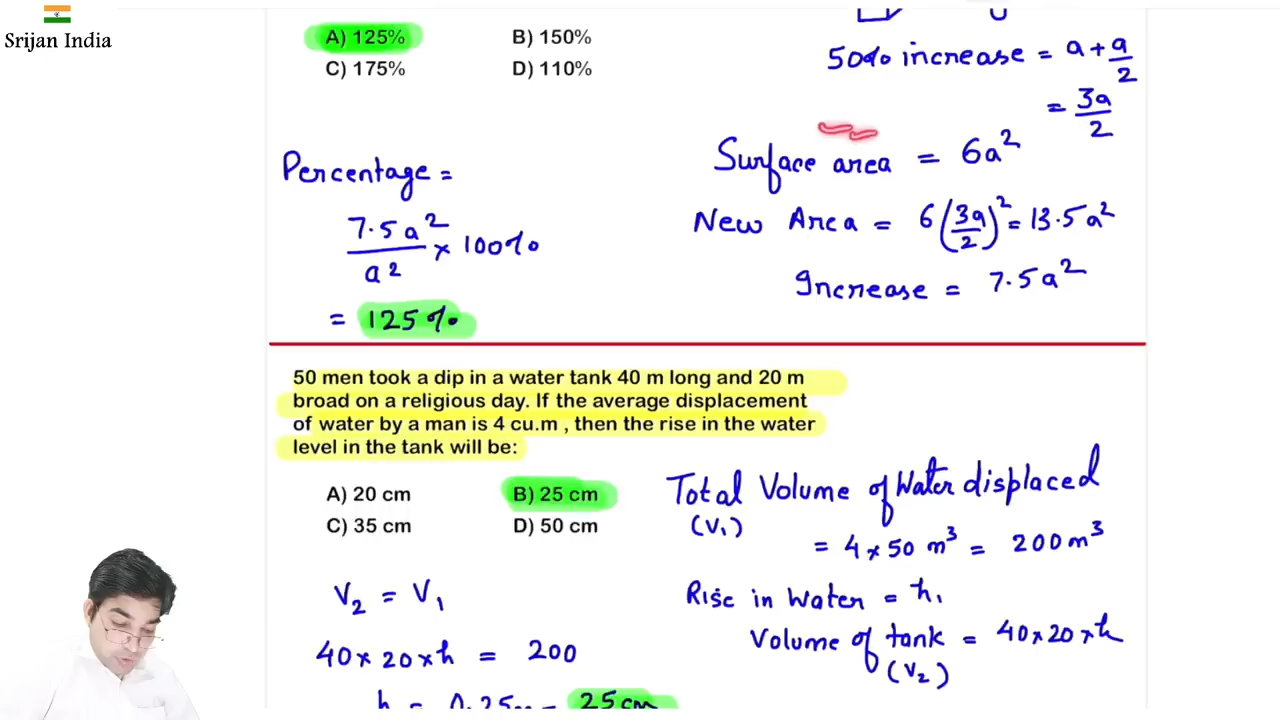 Srijan India
A) 125% B) 150%
C) 175% D) 110%
50% increase = a + a/2
= 3a/2
Surface area = 6a²
New Area = 6(3a/2)² = 13.5a²
Increase = 7.5a²
Percentage =
7.5a²/a² × 100%
= 125%
50 men took a dip in a water tank 40 m long and 20 m
broad on a religious day. If the average displacement
of water by a man is 4 cu.m , then the rise in the water
level in the tank will be:
A) 20 cm B) 25 cm
C) 35 cm D) 50 cm
Total Volume of Water displaced
(V₁)
= 4 × 50 m³ = 200 m³
Rise in Water = h,
Volume of tank = 40×20×h
(V₂)
V₂ = V₁
40 × 20 × h = 200
h = 0.25m = 25cm